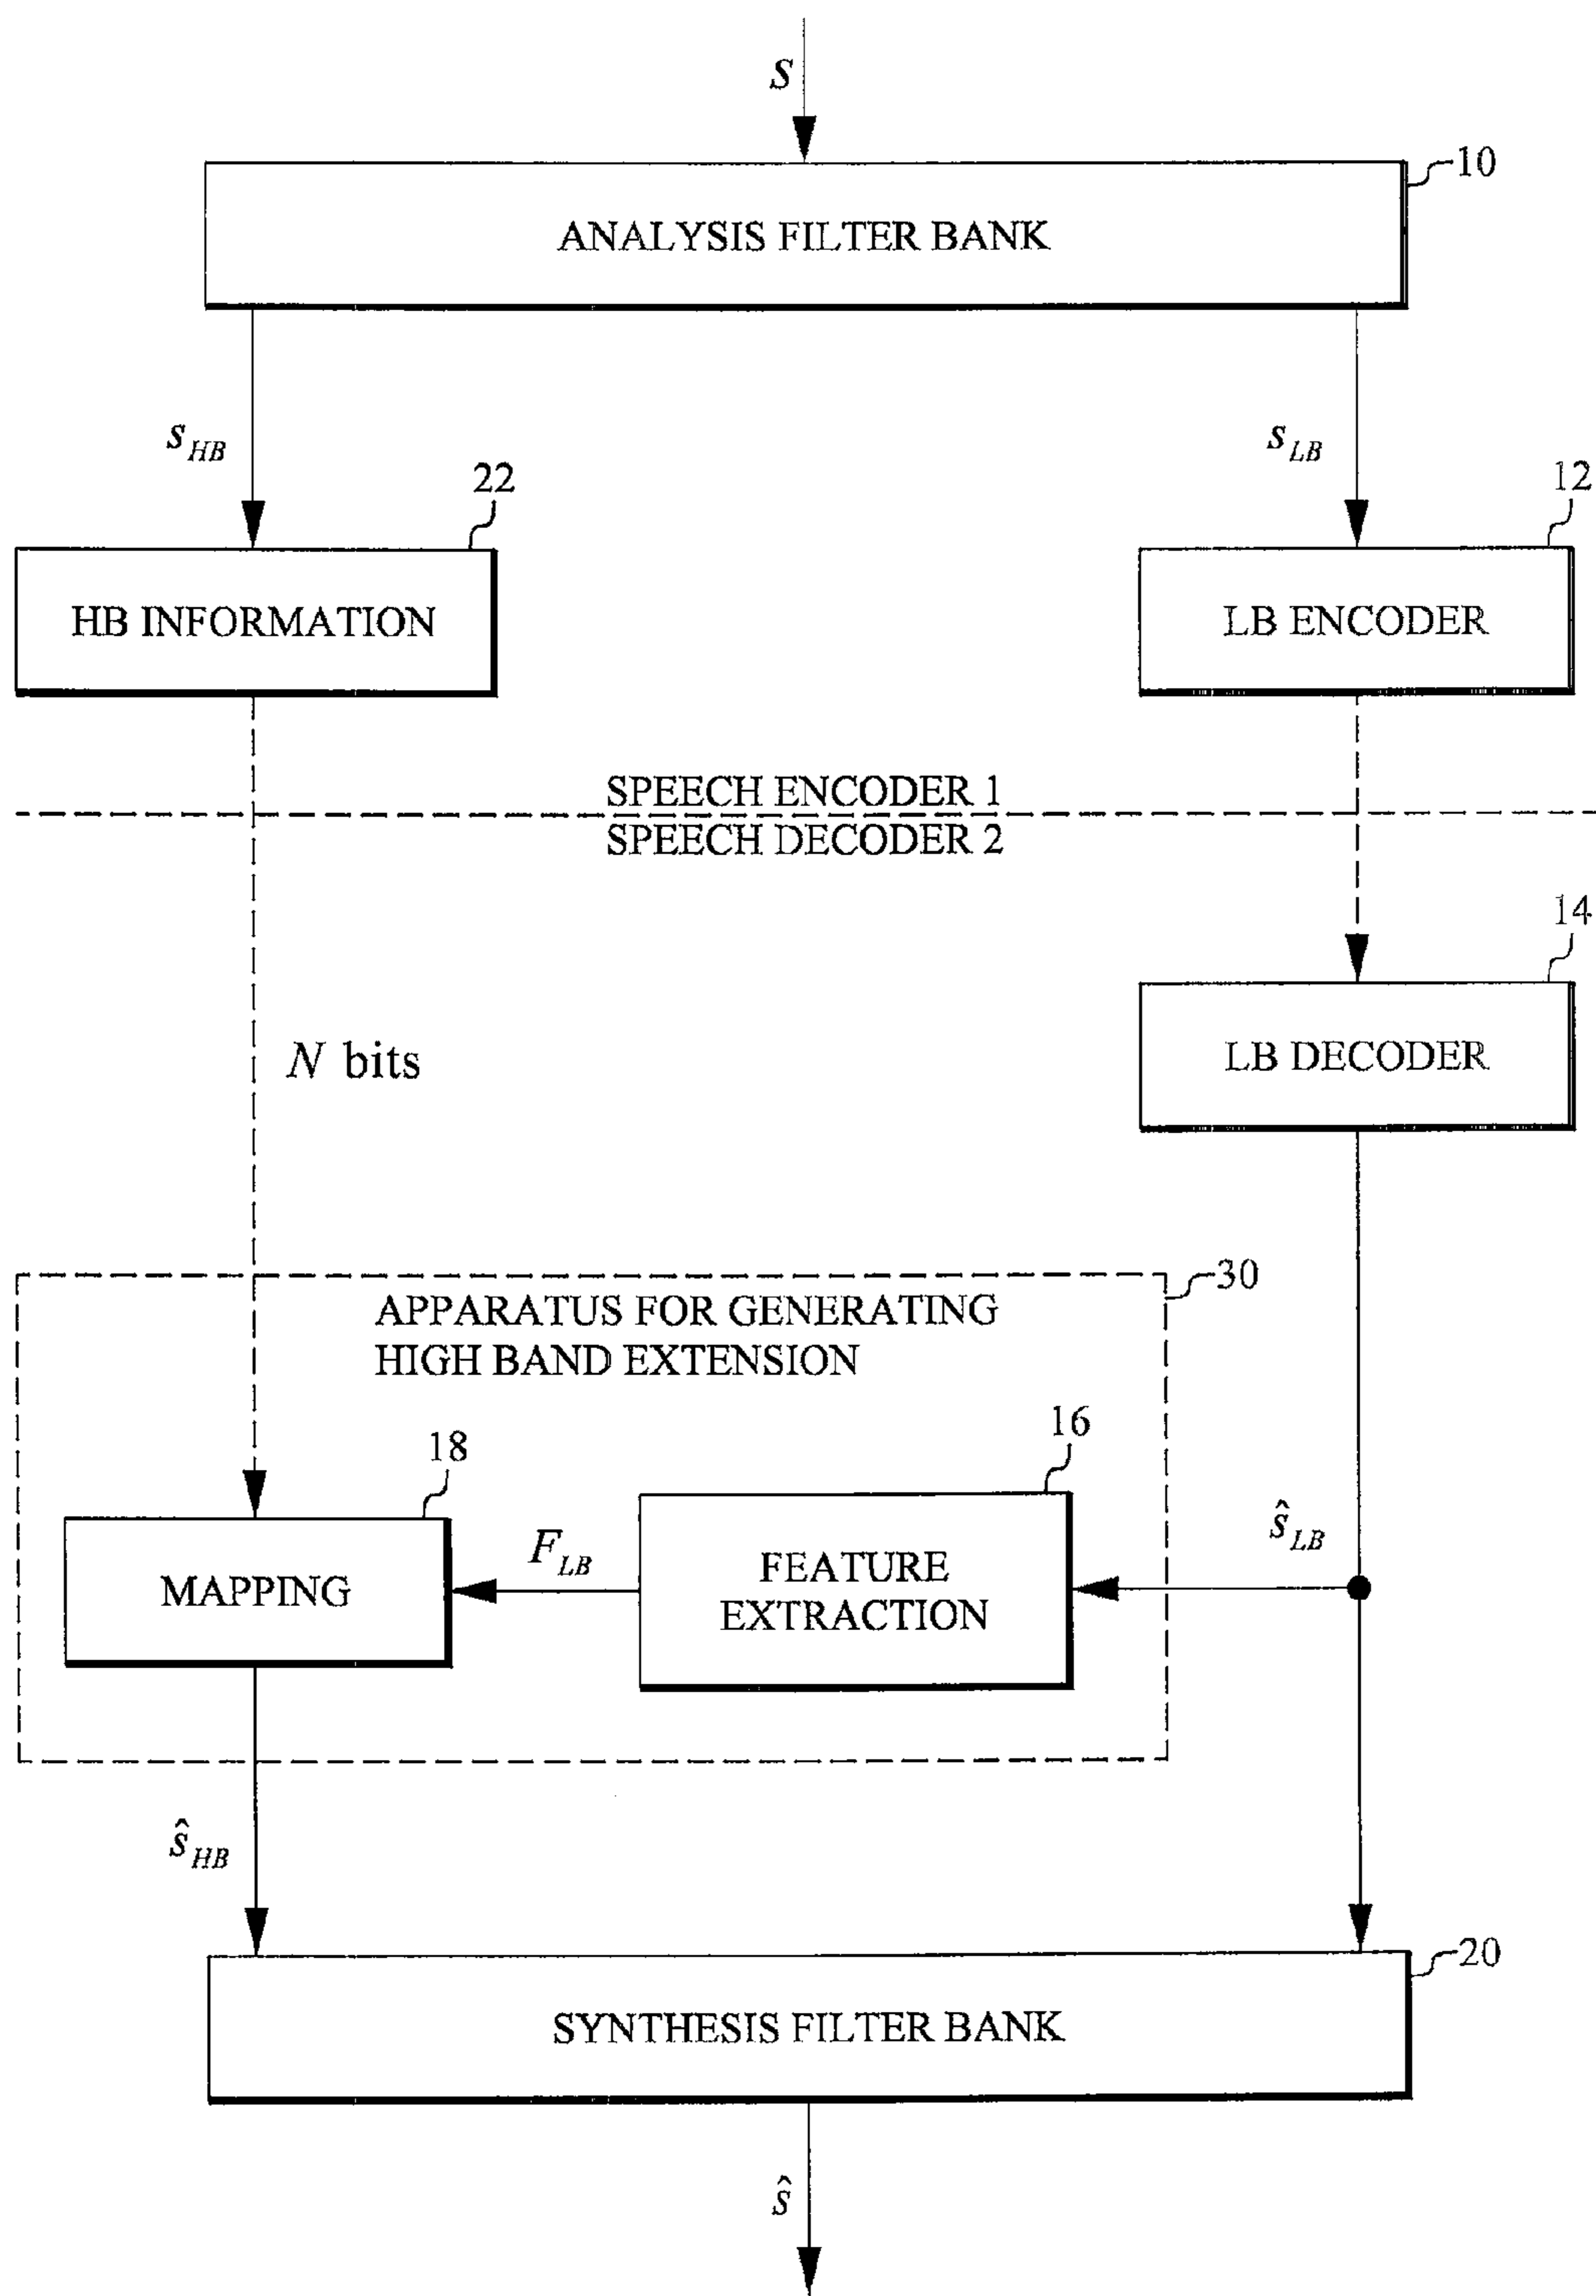 s
10
ANALYSIS FILTER BANK
s_HB
s_LB
22
12
HB INFORMATION
LB ENCODER
SPEECH ENCODER 1
SPEECH DECODER 2
14
N bits
LB DECODER
30
APPARATUS FOR GENERATING
HIGH BAND EXTENSION
18
16
ŝ_LB
F_LB
MAPPING
FEATURE
EXTRACTION
ŝ_HB
20
SYNTHESIS FILTER BANK
ŝ